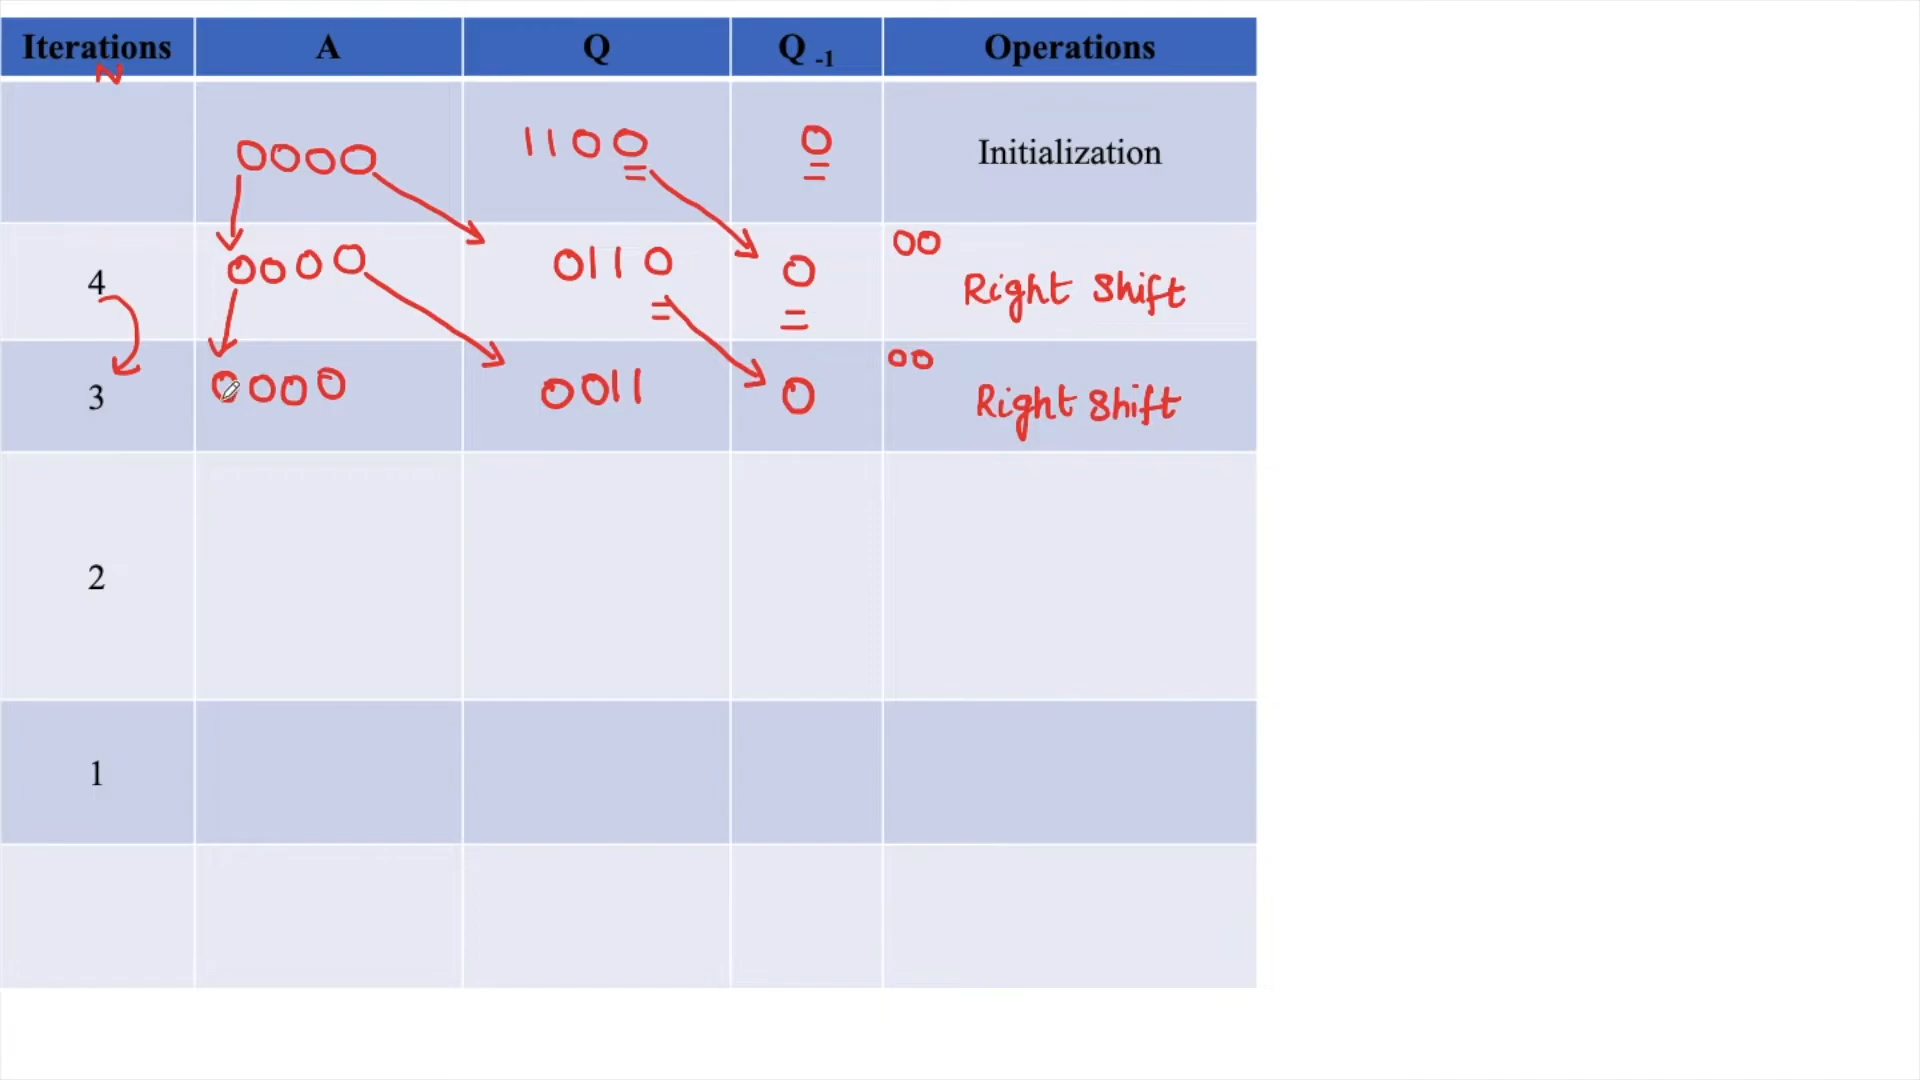 Iterations A Q Q -1 Operations
N
0000 1100 0 Initialization
4 0000 0110 0 00 Right Shift
3 0000 0011 0 00 Right Shift
2
1